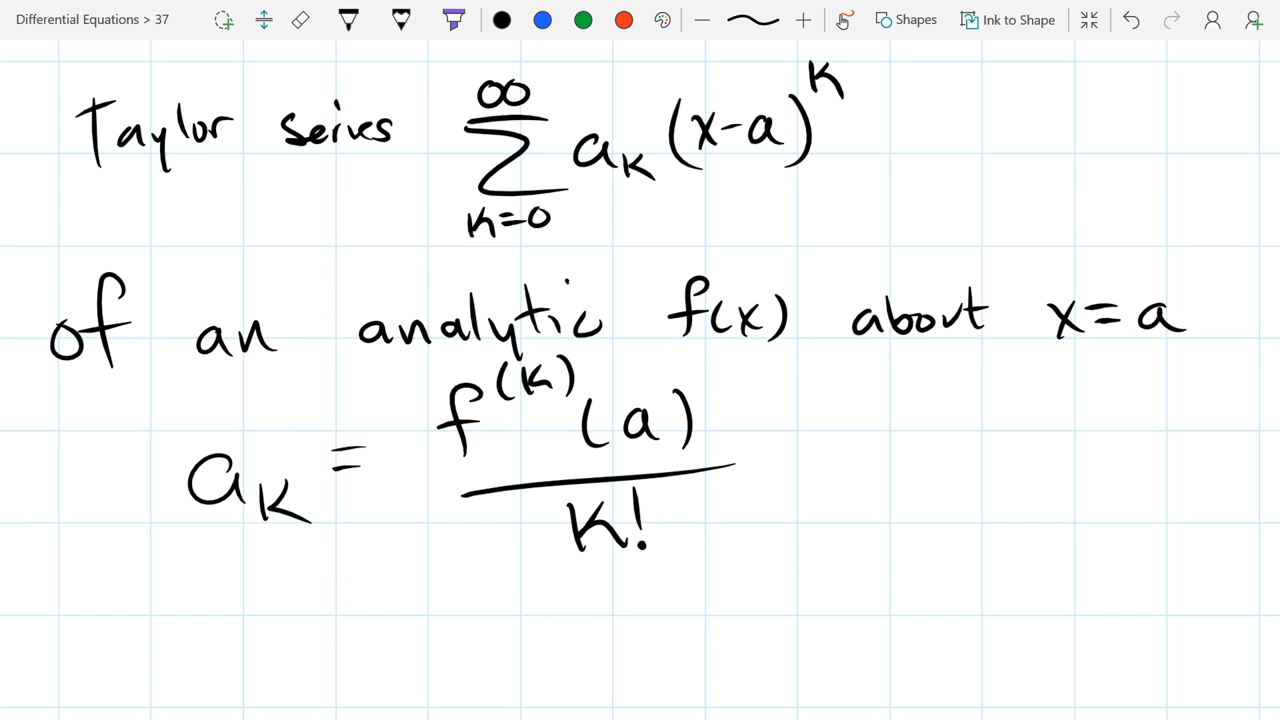 Differential Equations > 37 Shapes Ink to Shape
Taylor series ∑_{k=0}^{∞} a_k (x-a)^k
of an analytic f(x) about x=a
a_k = f^{(k)}(a) / k!